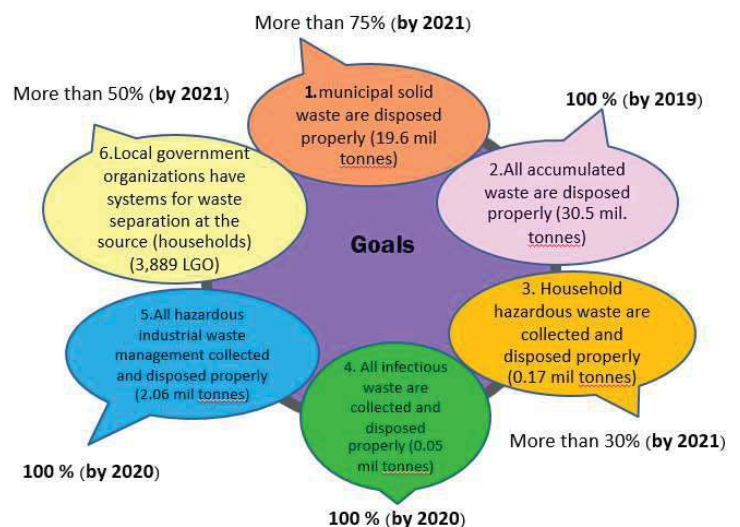 More than 75% (by 2021)
1.municipal solid
waste are disposed
properly (19.6 mil
tonnes)
100 % (by 2019)
2.All accumulated
waste are disposed
properly (30.5 mil.
tonnes)
3. Household
hazardous waste are
collected and
disposed properly
(0.17 mil tonnes)
More than 30% (by 2021)
4. All infectious
waste are
collected and
disposed
properly (0.05
mil tonnes)
100 % (by 2020)
5.All hazardous
industrial waste
management collected
and disposed properly
(2.06 mil tonnes)
100 % (by 2020)
More than 50% (by 2021)
6.Local government
organizations have
systems for waste
separation at the
source (households)
(3,889 LGO)
Goals